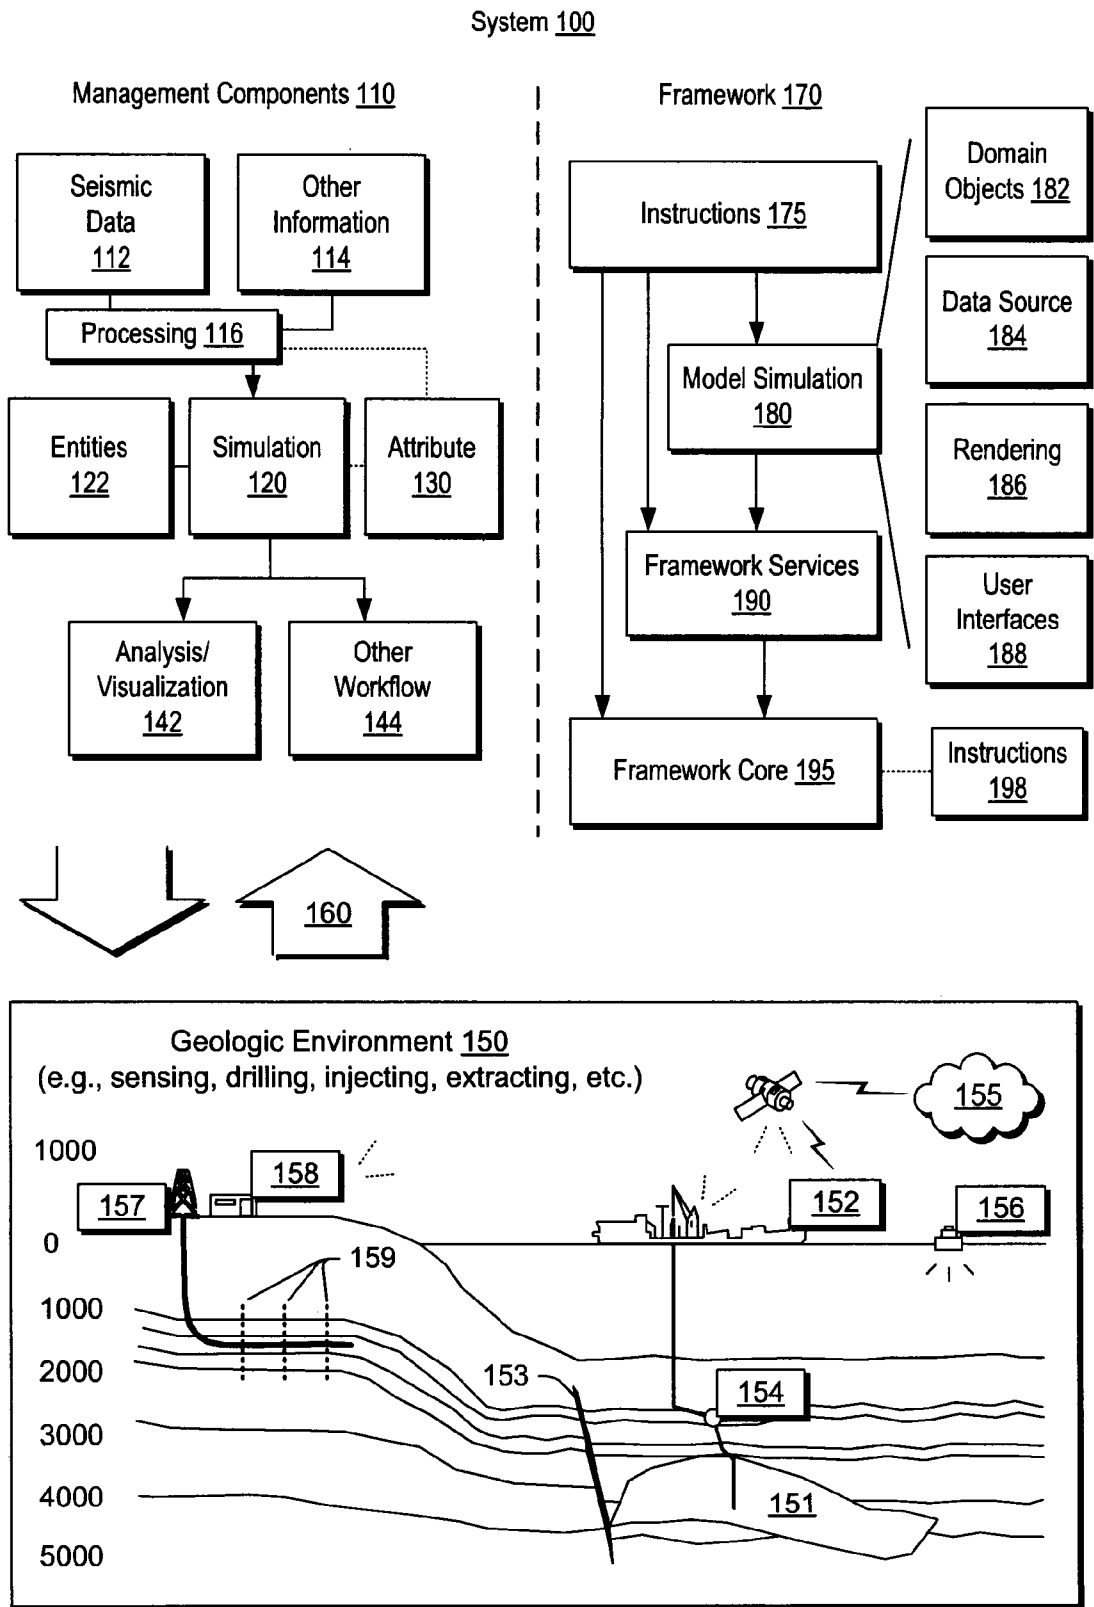 System 100
Management Components 110
Seismic
Data
112
Other
Information
114
Processing 116
Entities
122
Simulation
120
Attribute
130
Analysis/
Visualization
142
Other
Workflow
144
Framework 170
Instructions 175
Model Simulation
180
Framework Services
190
Framework Core 195
Domain
Objects 182
Data Source
184
Rendering
186
User
Interfaces
188
Instructions
198
160
Geologic Environment 150
(e.g., sensing, drilling, injecting, extracting, etc.)
155
1000
158
157
152
156
0
159
1000
2000
153
154
3000
4000
151
5000